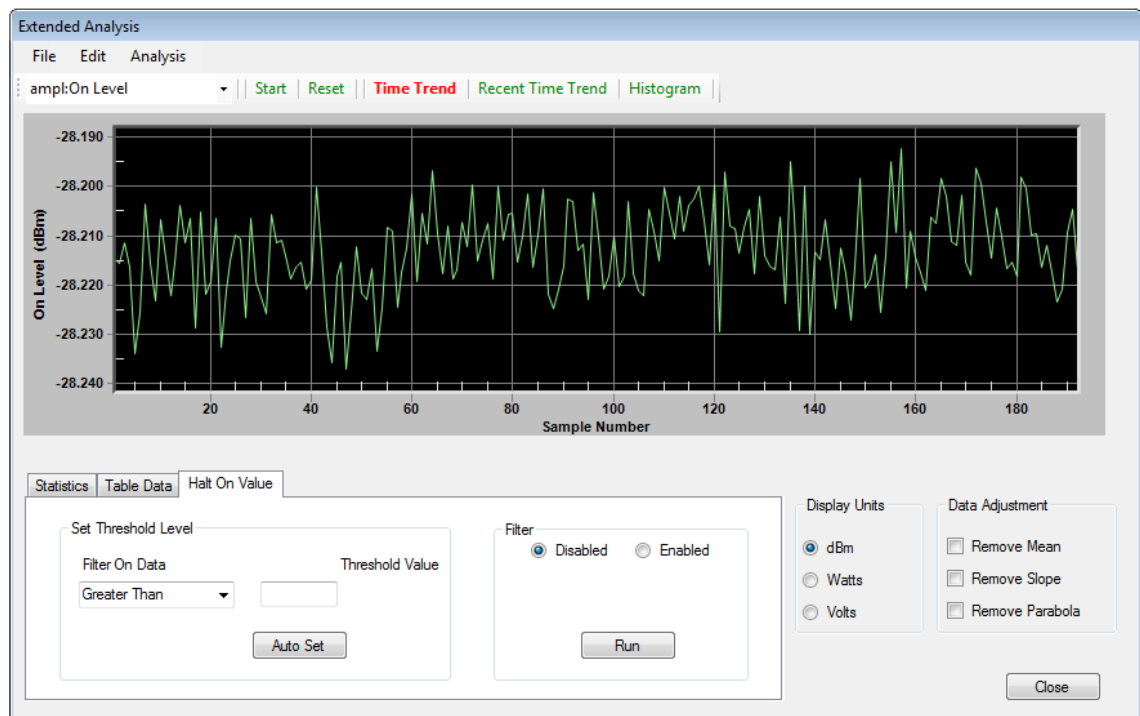 Extended Analysis
File Edit Analysis
ampl:On Level Start Reset Time Trend Recent Time Trend Histogram
-28.190
-28.200
-28.210
-28.220
-28.230
-28.240
On Level (dBm)
20 40 60 80 100 120 140 160 180
Sample Number
Statistics Table Data Halt On Value
Set Threshold Level
Filter On Data Threshold Value
Greater Than
Auto Set
Filter
Disabled Enabled
Run
Display Units
dBm
Watts
Volts
Data Adjustment
Remove Mean
Remove Slope
Remove Parabola
Close